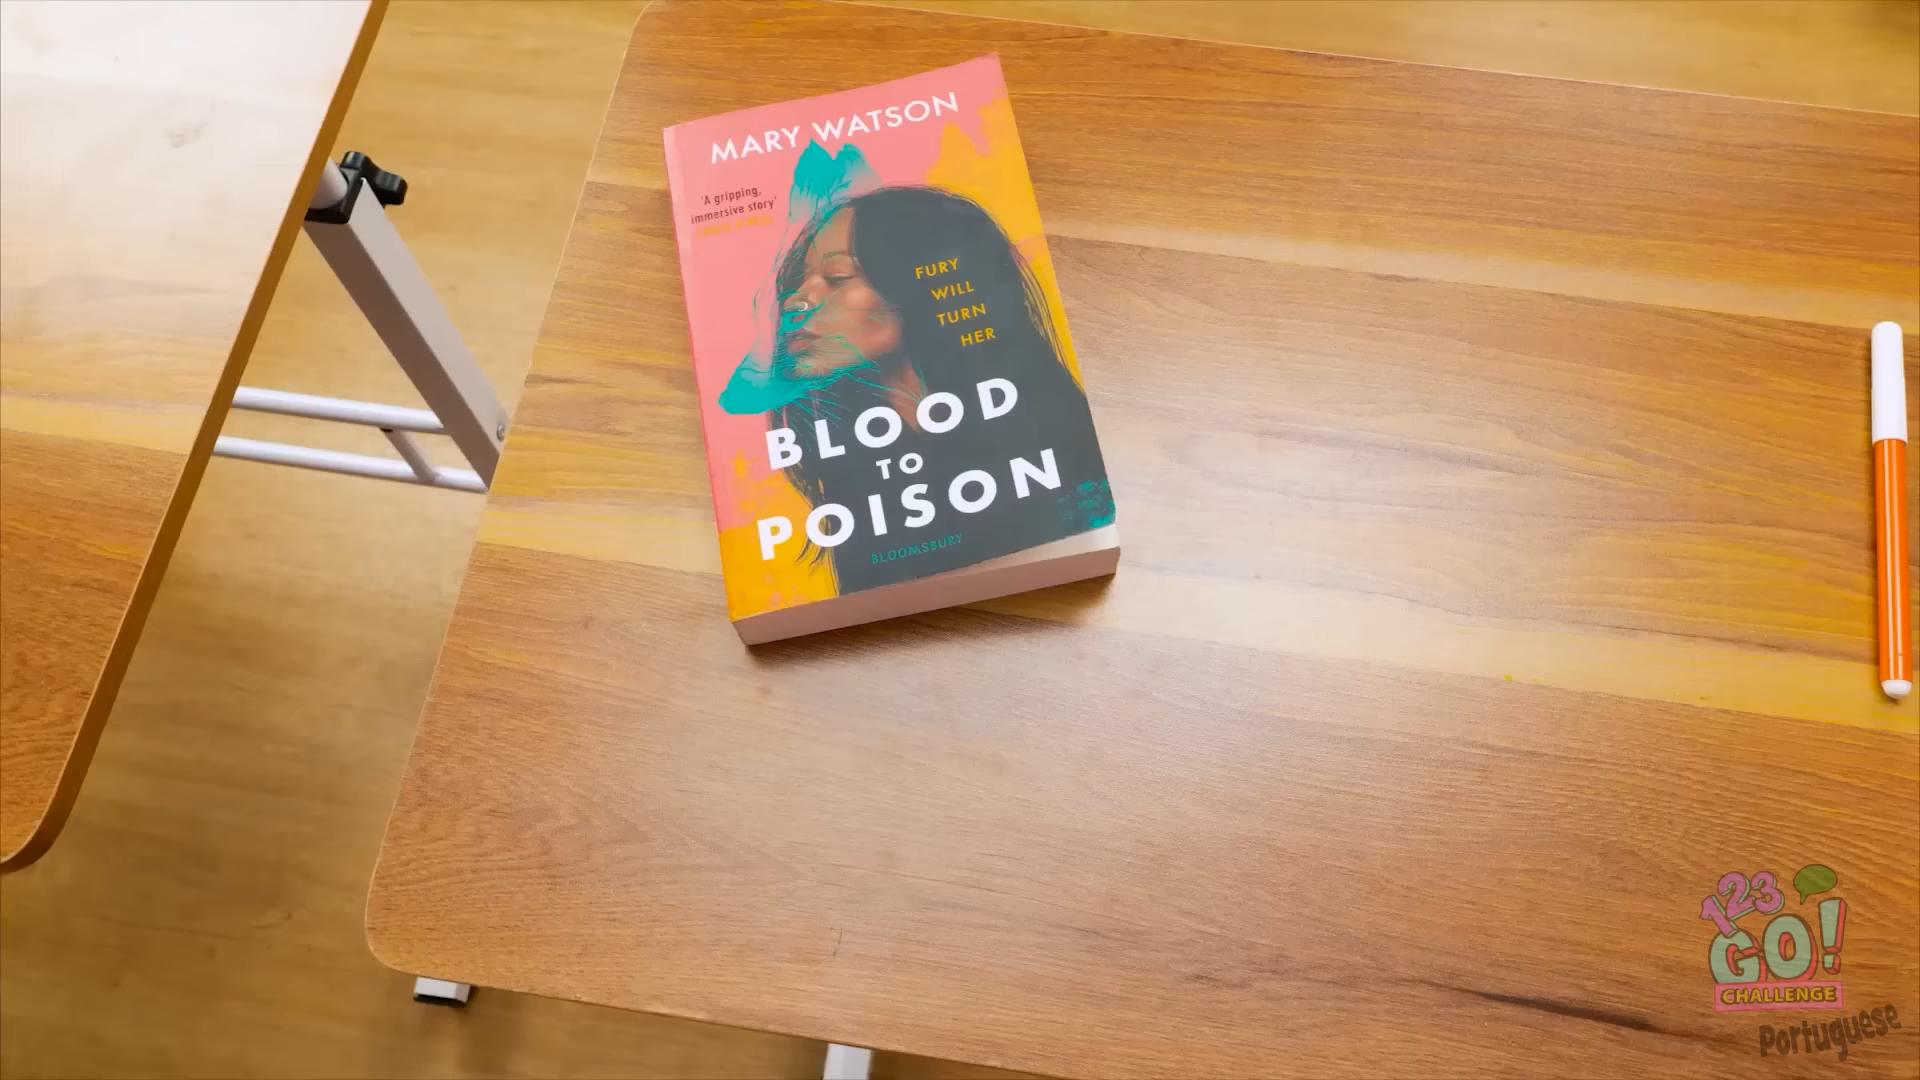 MARY WATSON
'A gripping,
immersive story'
FURY
WILL
TURN
HER
BLOOD
TO
POISON
BLOOMSBURY
123
GO!
CHALLENGE
Portuguese